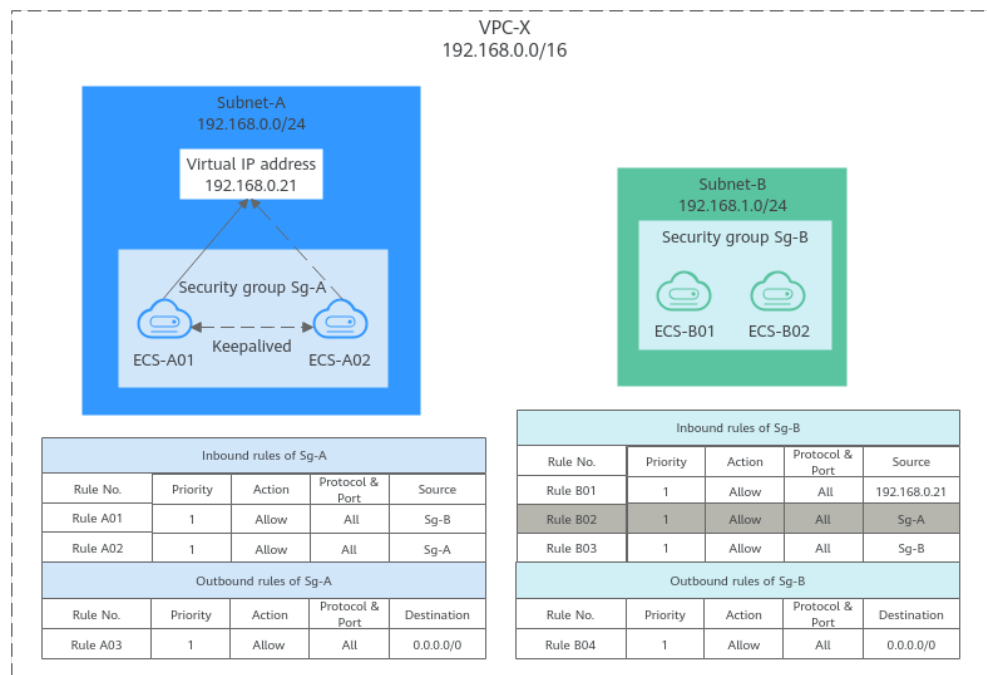 VPC-X
192.168.0.0/16
Subnet-A
192.168.0.0/24
Virtual IP address
192.168.0.21
Security group Sg-A
Keepalived
ECS-A01
ECS-A02
Subnet-B
192.168.1.0/24
Security group Sg-B
ECS-B01
ECS-B02
Inbound rules of Sg-A
Rule No. Priority Action Protocol & Port Source
Rule A01 1 Allow All Sg-B
Rule A02 1 Allow All Sg-A
Outbound rules of Sg-A
Rule No. Priority Action Protocol & Port Destination
Rule A03 1 Allow All 0.0.0.0/0
Inbound rules of Sg-B
Rule No. Priority Action Protocol & Port Source
Rule B01 1 Allow All 192.168.0.21
Rule B02 1 Allow All Sg-A
Rule B03 1 Allow All Sg-B
Outbound rules of Sg-B
Rule No. Priority Action Protocol & Port Destination
Rule B04 1 Allow All 0.0.0.0/0